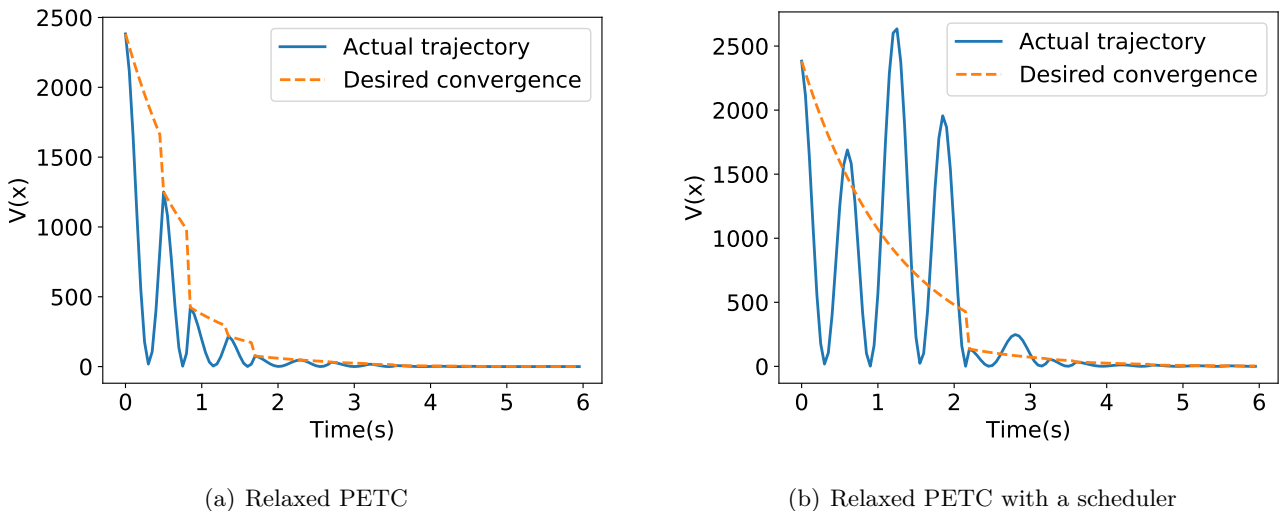 2500
2000
1500
1000
500
0
V(x)
0 1 2 3 4 5 6
Time(s)
Actual trajectory
Desired convergence
(a) Relaxed PETC
2500
2000
1500
1000
500
0
V(x)
0 1 2 3 4 5 6
Time(s)
Actual trajectory
Desired convergence
(b) Relaxed PETC with a scheduler